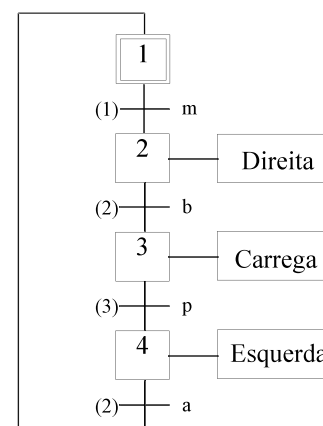 1
(1) m
2 Direita
(2) b
3 Carrega
(3) p
4 Esquerda
(2) a